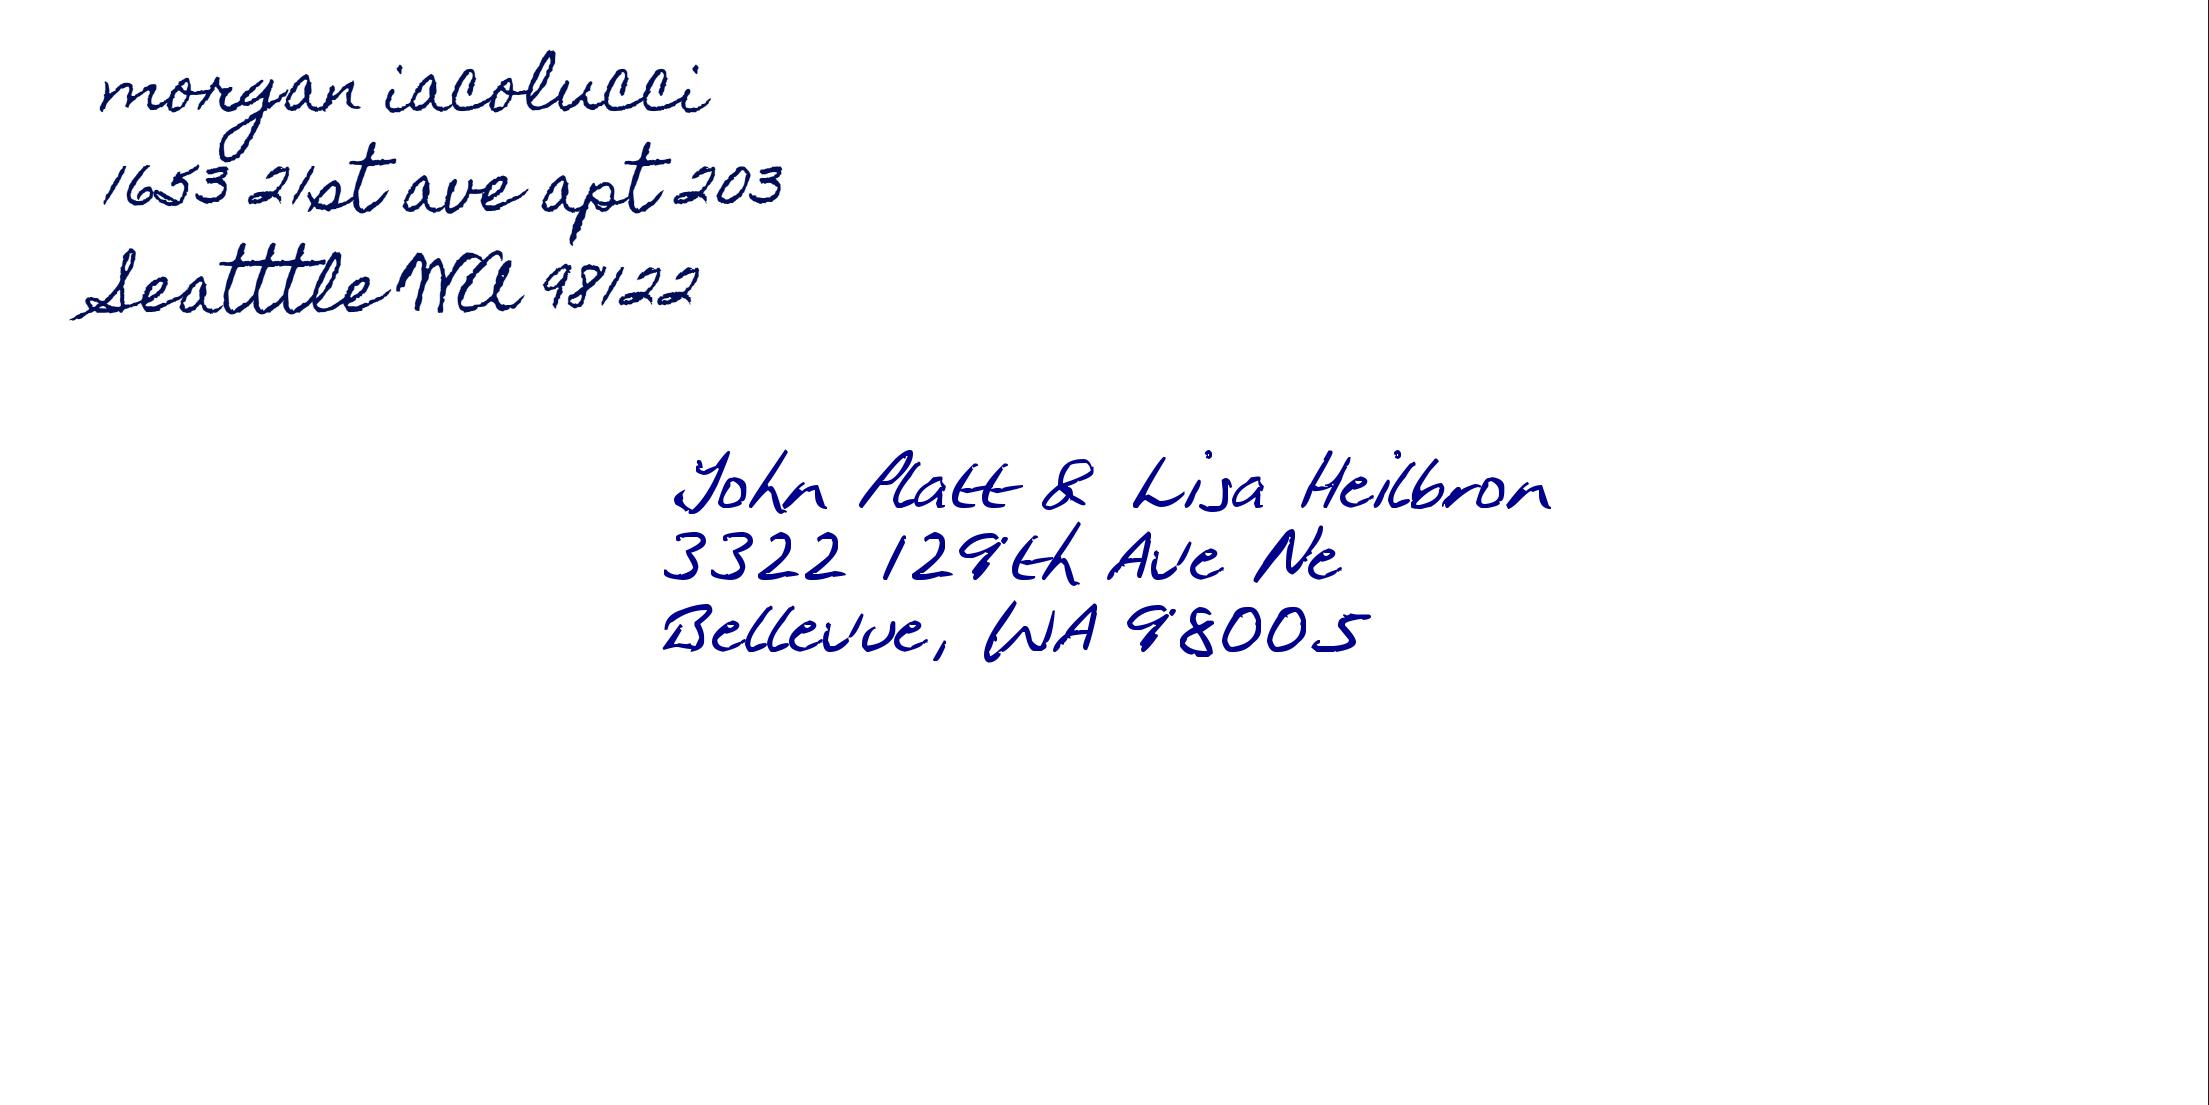 morgan iacolucci
1653 21st ave apt 203
Seatttle WA 98122
John Platt & Lisa Heilbron
3322 129th Ave Ne
Bellevue, WA 98005